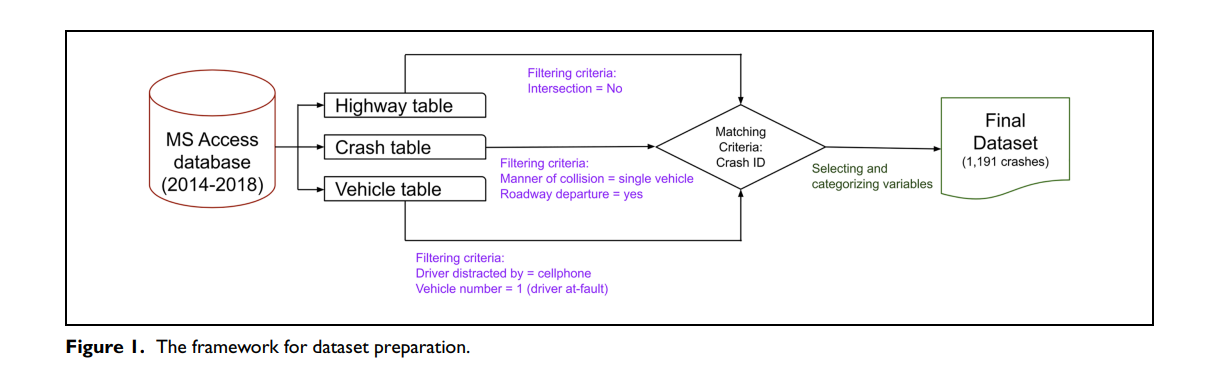 MS Access
database
(2014-2018)
Highway table
Crash table
Vehicle table
Filtering criteria:
Intersection = No
Filtering criteria:
Manner of collision = single vehicle
Roadway departure = yes
Filtering criteria:
Driver distracted by = cellphone
Vehicle number = 1 (driver at-fault)
Matching
Criteria:
Crash ID
Selecting and
categorizing variables
Final
Dataset
(1,191 crashes)
Figure 1. The framework for dataset preparation.